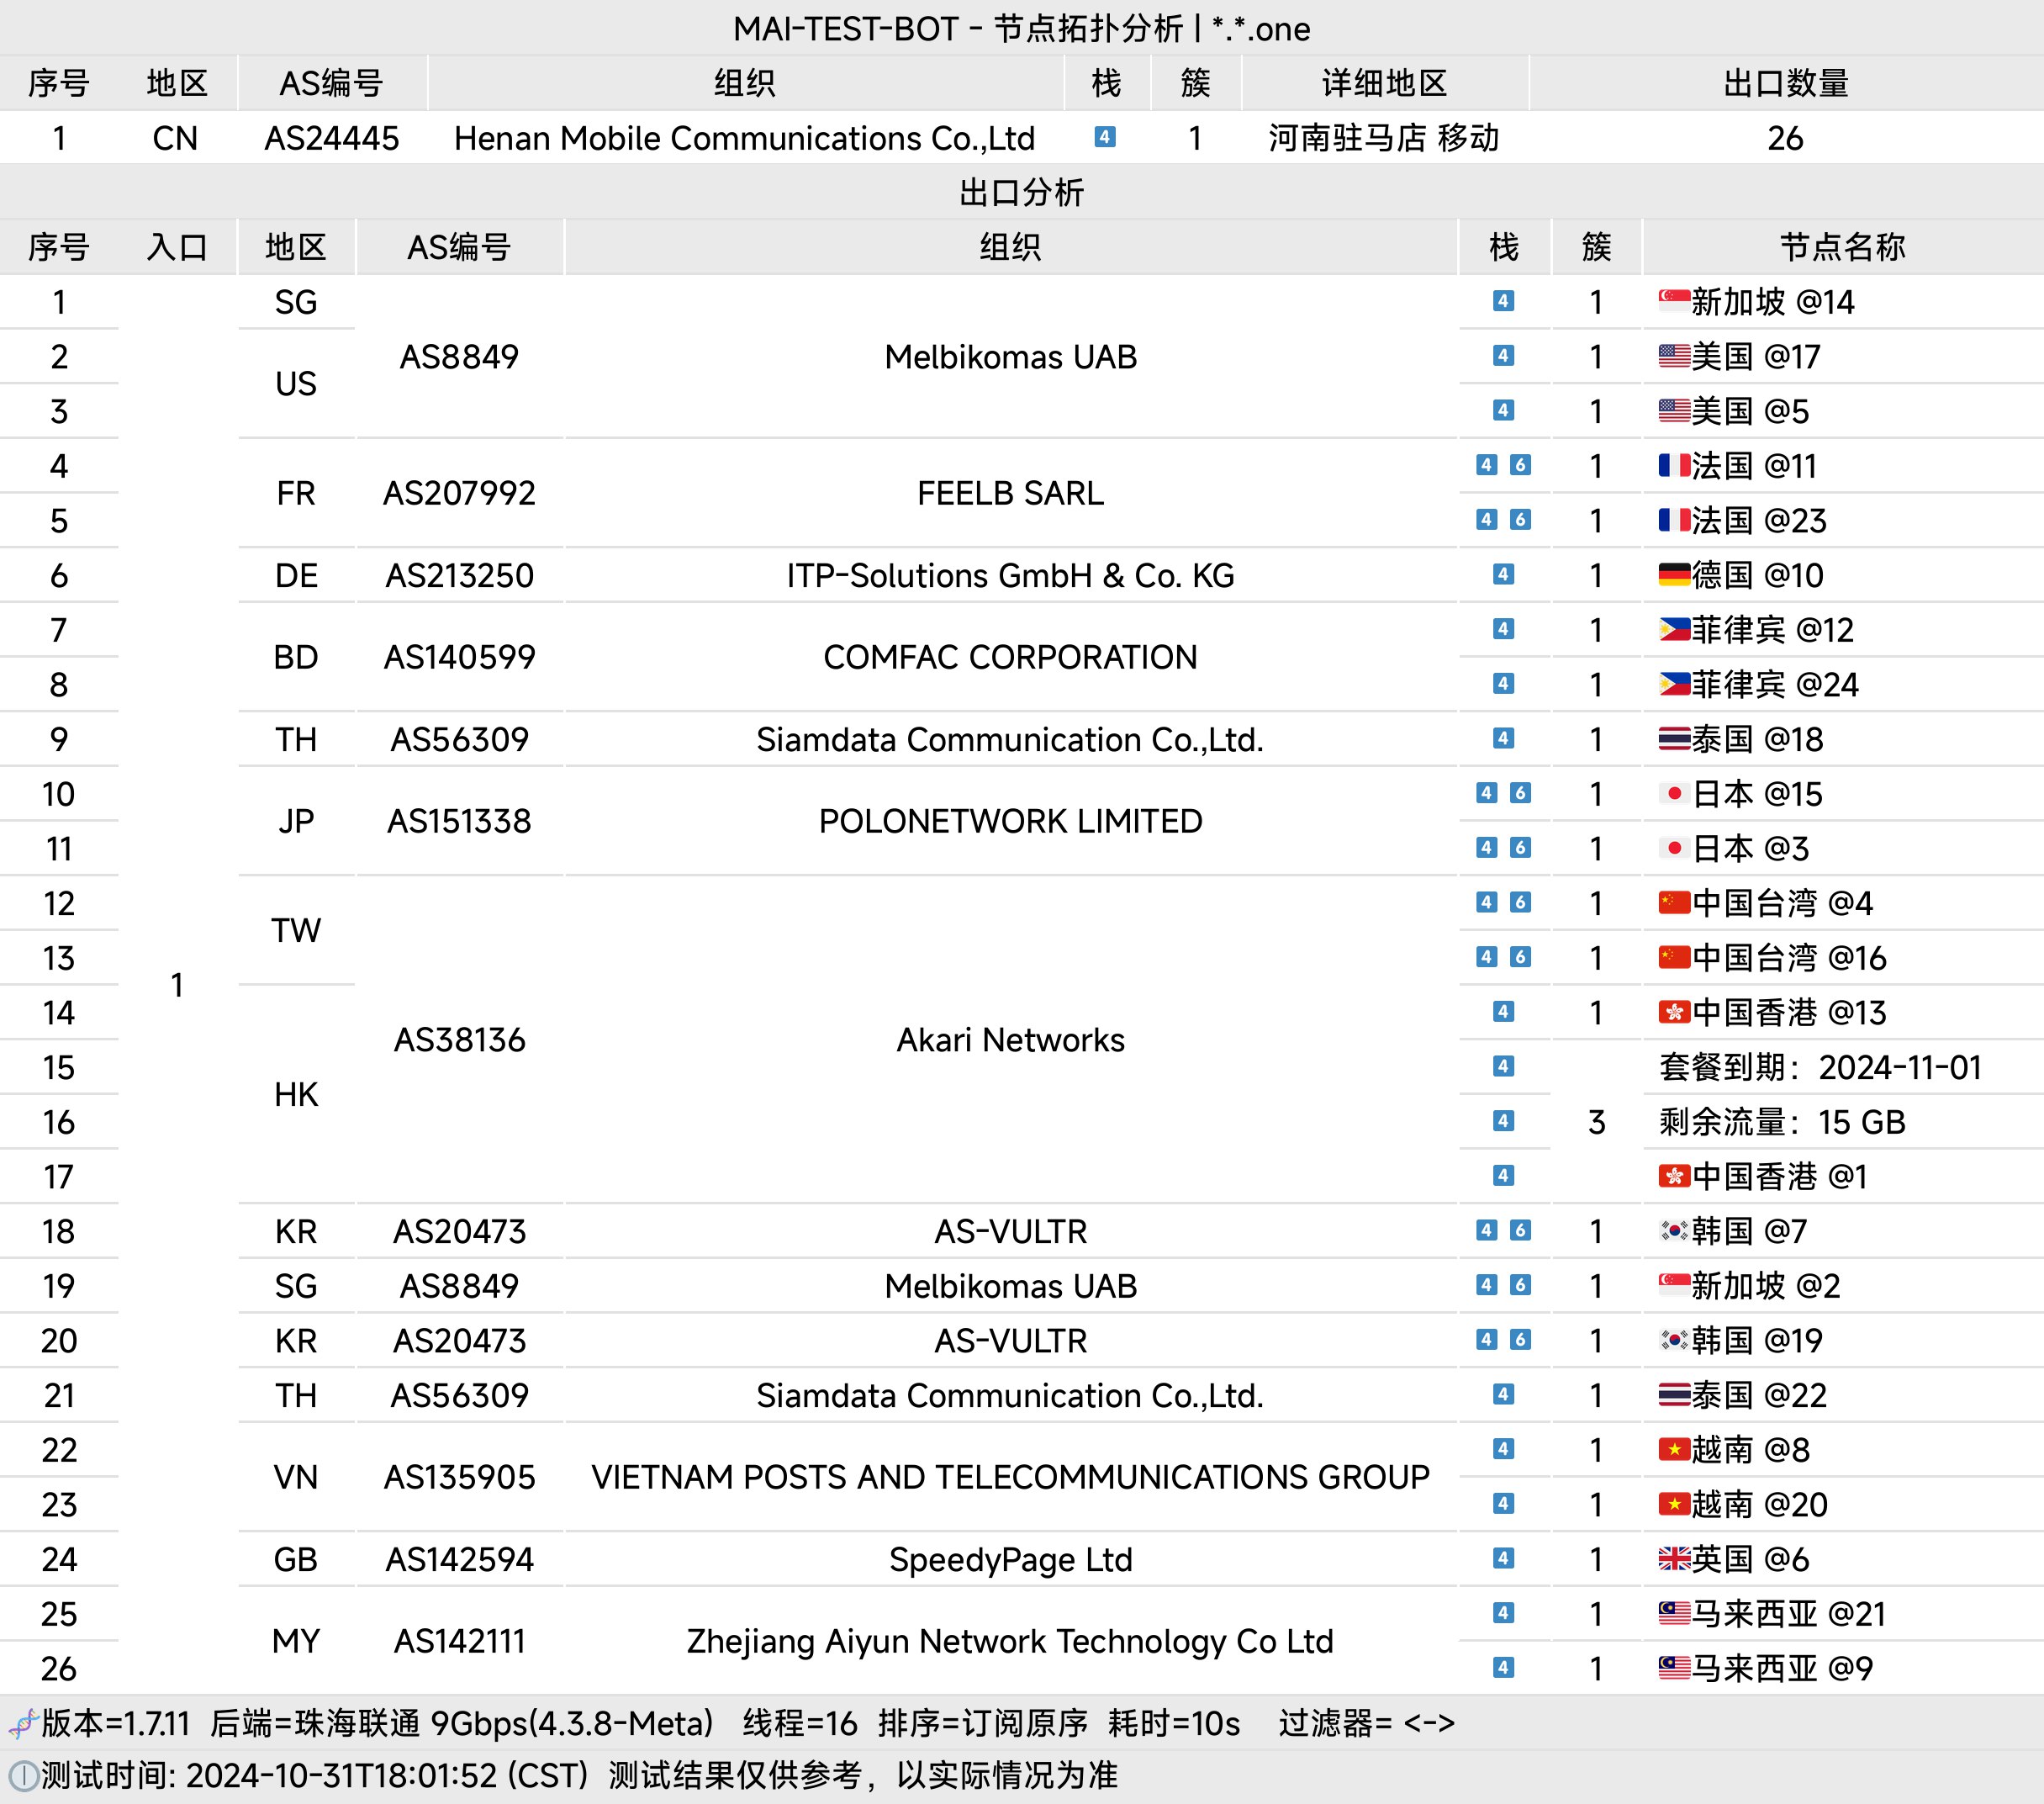 MAI-TEST-BOT - 节点拓扑分析 | *.*.one
序号 地区 AS编号 组织 栈 簇 详细地区 出口数量
1 CN AS24445 Henan Mobile Communications Co.,Ltd 4 1 河南驻马店 移动 26
出口分析
序号 入口 地区 AS编号 组织 栈 簇 节点名称
1 SG 4 1 新加坡 @14
2 AS8849 Melbikomas UAB 4 1 美国 @17
US
3 4 1 美国 @5
4 4 6 1 法国 @11
FR AS207992 FEELB SARL
5 4 6 1 法国 @23
6 DE AS213250 ITP-Solutions GmbH & Co. KG 4 1 德国 @10
7 4 1 菲律宾 @12
BD AS140599 COMFAC CORPORATION
8 4 1 菲律宾 @24
9 TH AS56309 Siamdata Communication Co.,Ltd. 4 1 泰国 @18
10 4 6 1 日本 @15
JP AS151338 POLONETWORK LIMITED
11 4 6 1 日本 @3
12 4 6 1 中国台湾 @4
TW
13 4 6 1 中国台湾 @16
1
14 4 1 中国香港 @13
AS38136 Akari Networks
15 4 套餐到期：2024-11-01
HK
16 4 3 剩余流量：15 GB
17 4 中国香港 @1
18 KR AS20473 AS-VULTR 4 6 1 韩国 @7
19 SG AS8849 Melbikomas UAB 4 6 1 新加坡 @2
20 KR AS20473 AS-VULTR 4 6 1 韩国 @19
21 TH AS56309 Siamdata Communication Co.,Ltd. 4 1 泰国 @22
22 4 1 越南 @8
VN AS135905 VIETNAM POSTS AND TELECOMMUNICATIONS GROUP
23 4 1 越南 @20
24 GB AS142594 SpeedyPage Ltd 4 1 英国 @6
25 4 1 马来西亚 @21
MY AS142111 Zhejiang Aiyun Network Technology Co Ltd
26 4 1 马来西亚 @9
版本=1.7.11 后端=珠海联通 9Gbps(4.3.8-Meta) 线程=16 排序=订阅原序 耗时=10s 过滤器= <->
测试时间: 2024-10-31T18:01:52 (CST) 测试结果仅供参考，以实际情况为准